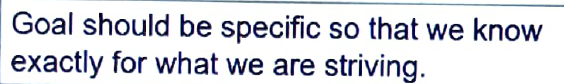 Goal should be specific so that we know
exactly for what we are striving.